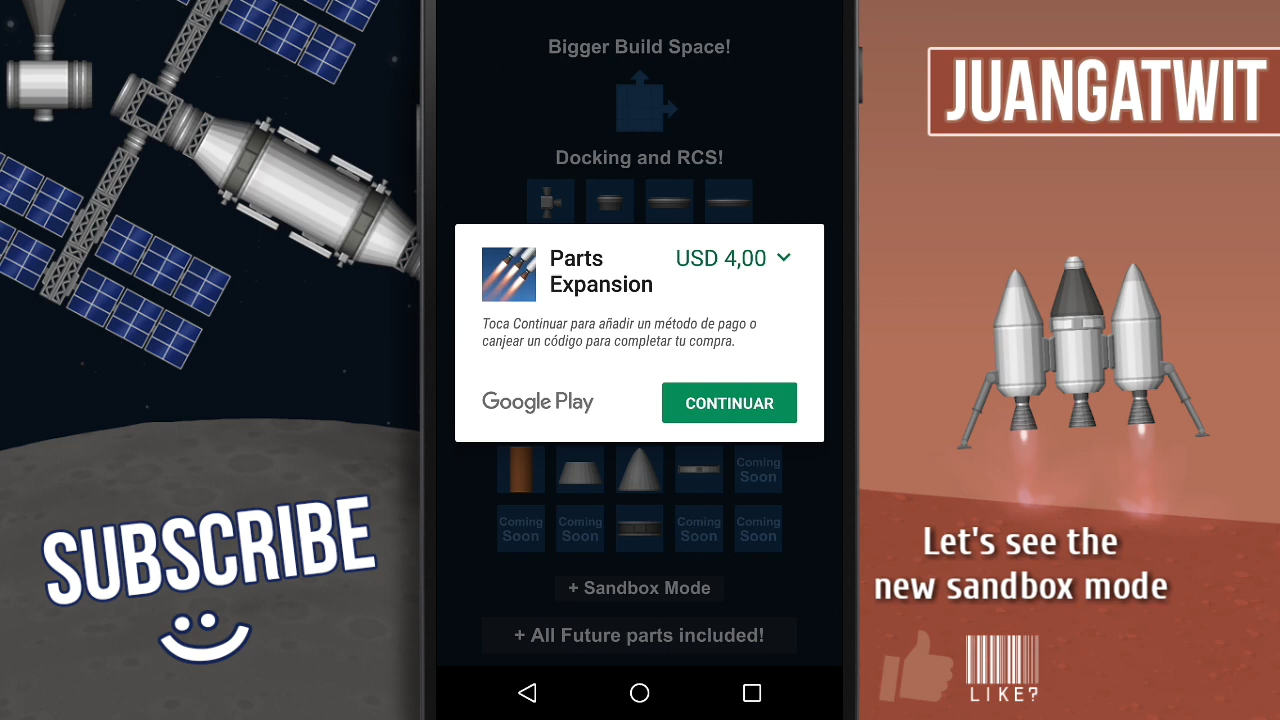 Bigger Build Space!
Docking and RCS!
Parts
Expansion
USD 4,00
Toca Continuar para añadir un método de pago o
canjear un código para completar tu compra.
Google Play
CONTINUAR
Coming
Soon
Coming
Soon
Coming
Soon
Coming
Soon
Coming
Soon
+ Sandbox Mode
+ All Future parts included!
SUBSCRIBE
JUANGATWIT
Let's see the
new sandbox mode
LIKE?